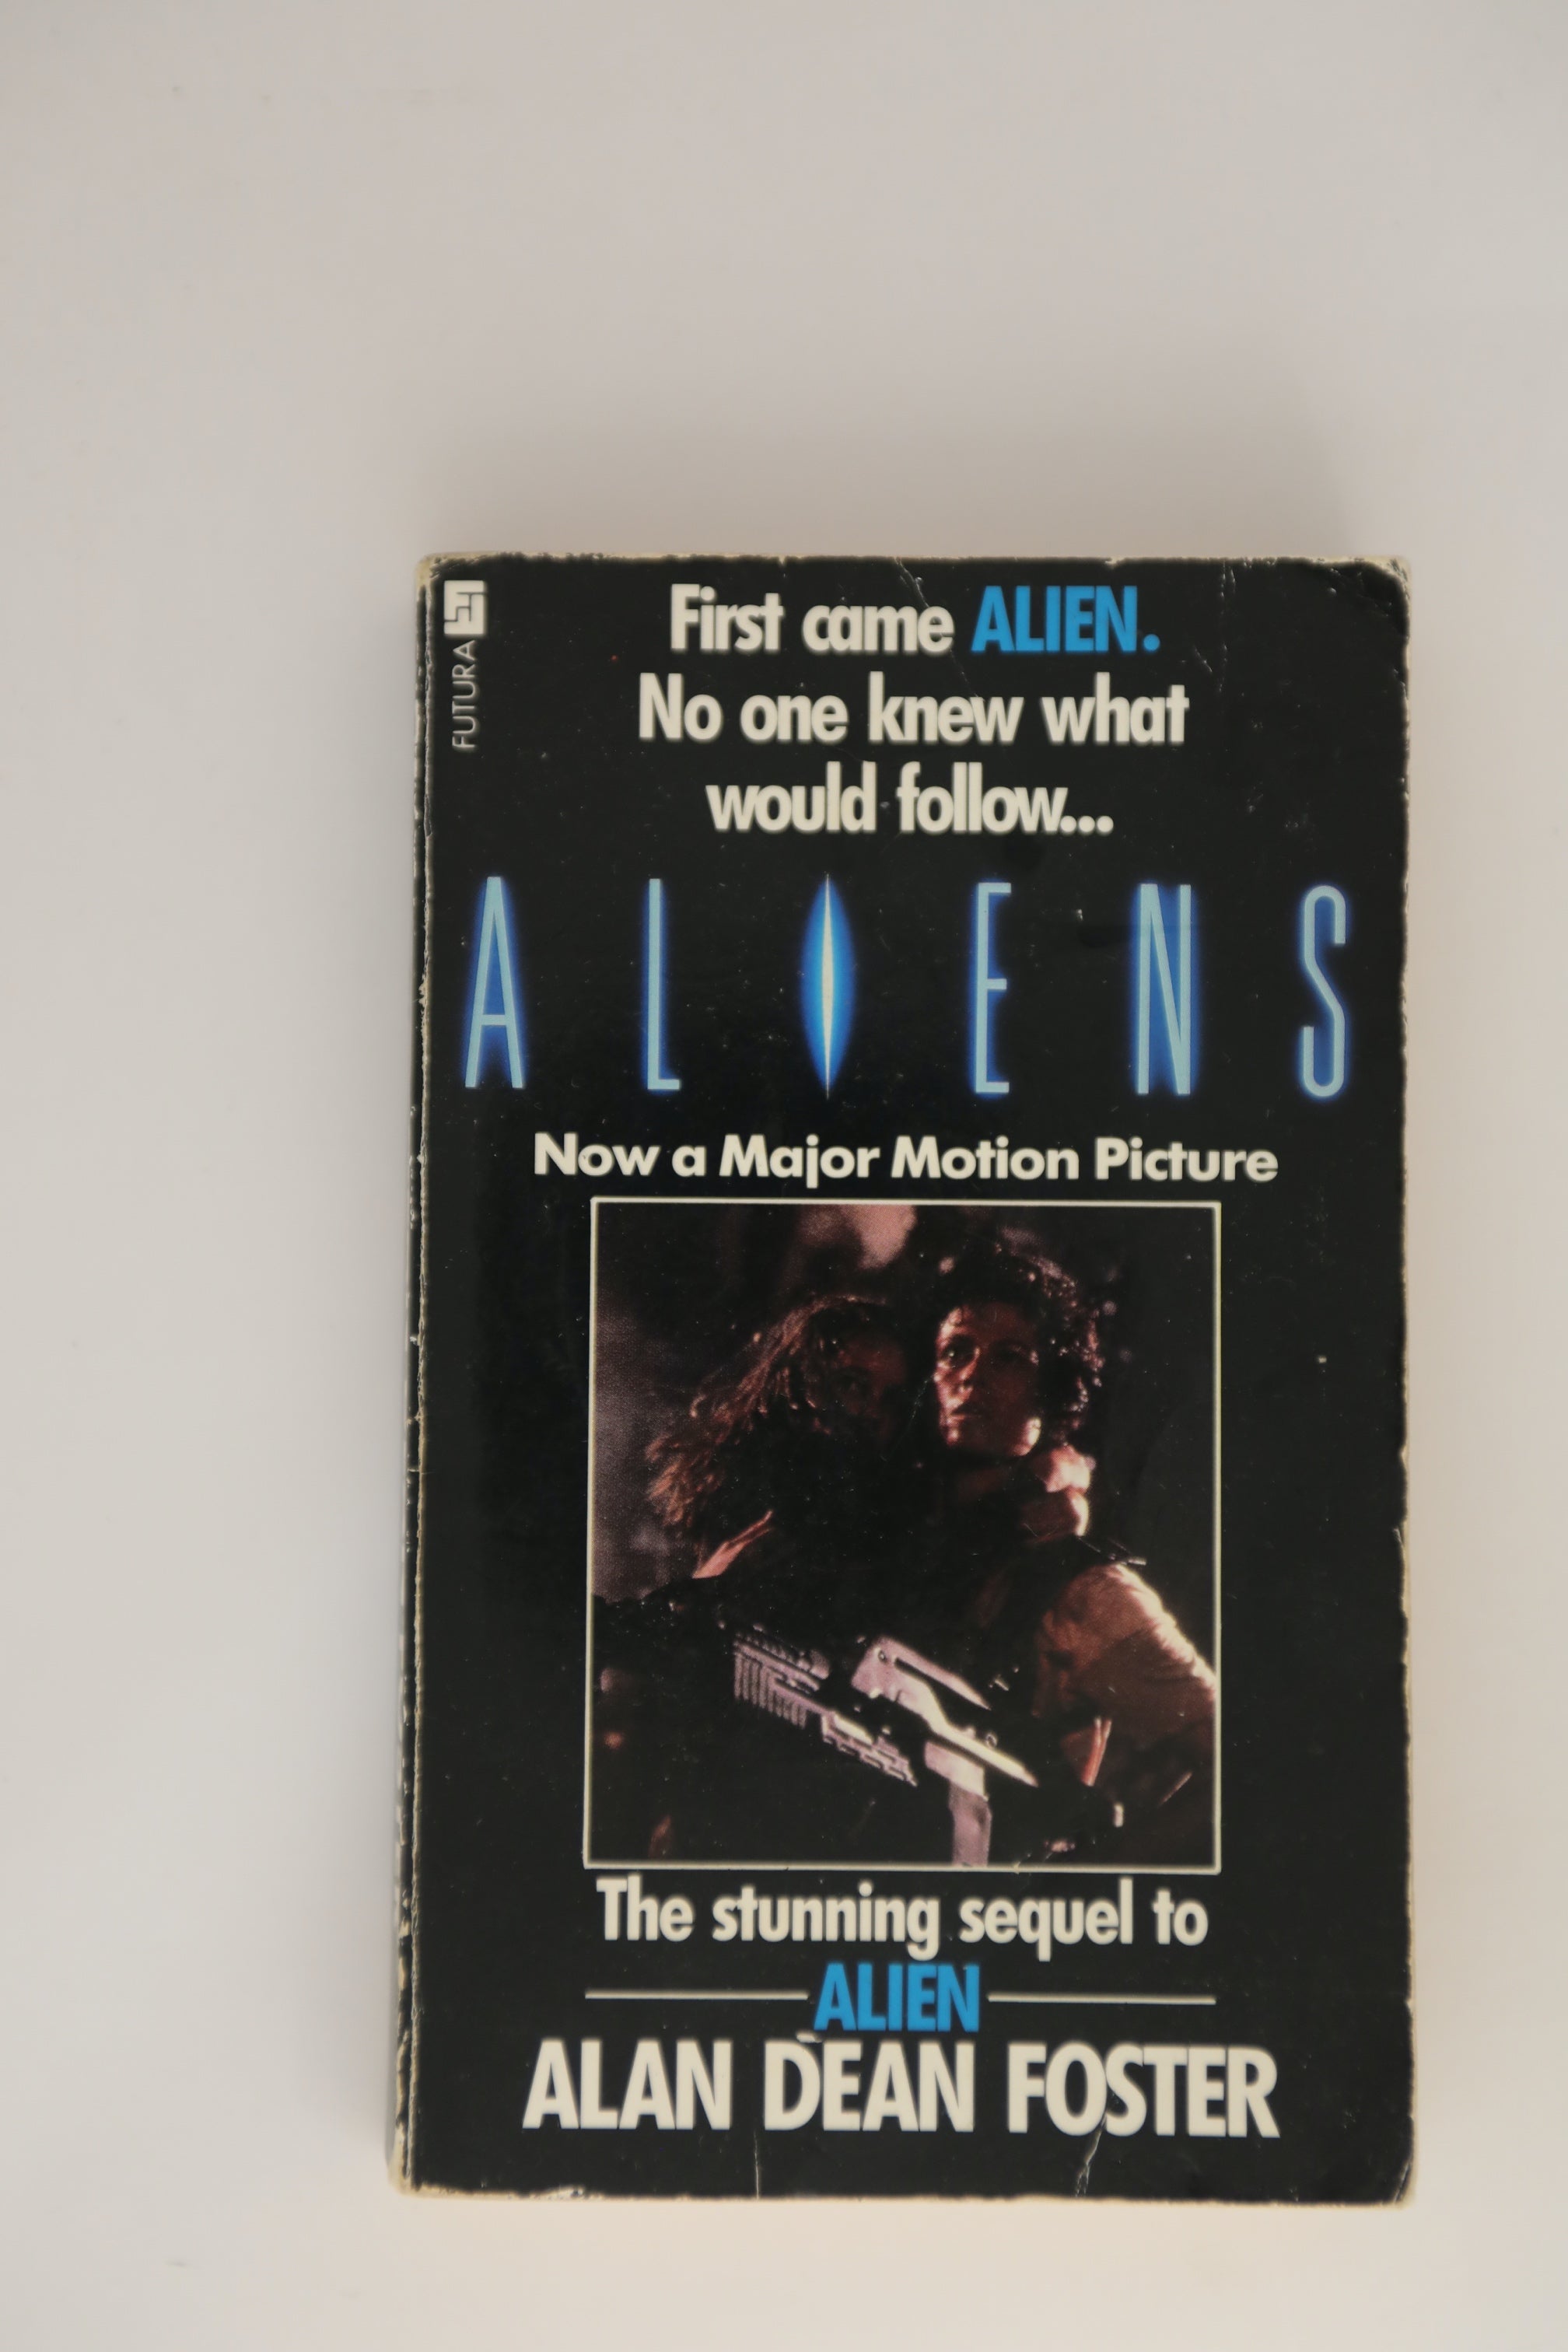 FUTURA
First came ALIEN.
No one knew what
would follow...
ALIENS
Now a Major Motion Picture
The stunning sequel to
ALIEN
ALAN DEAN FOSTER